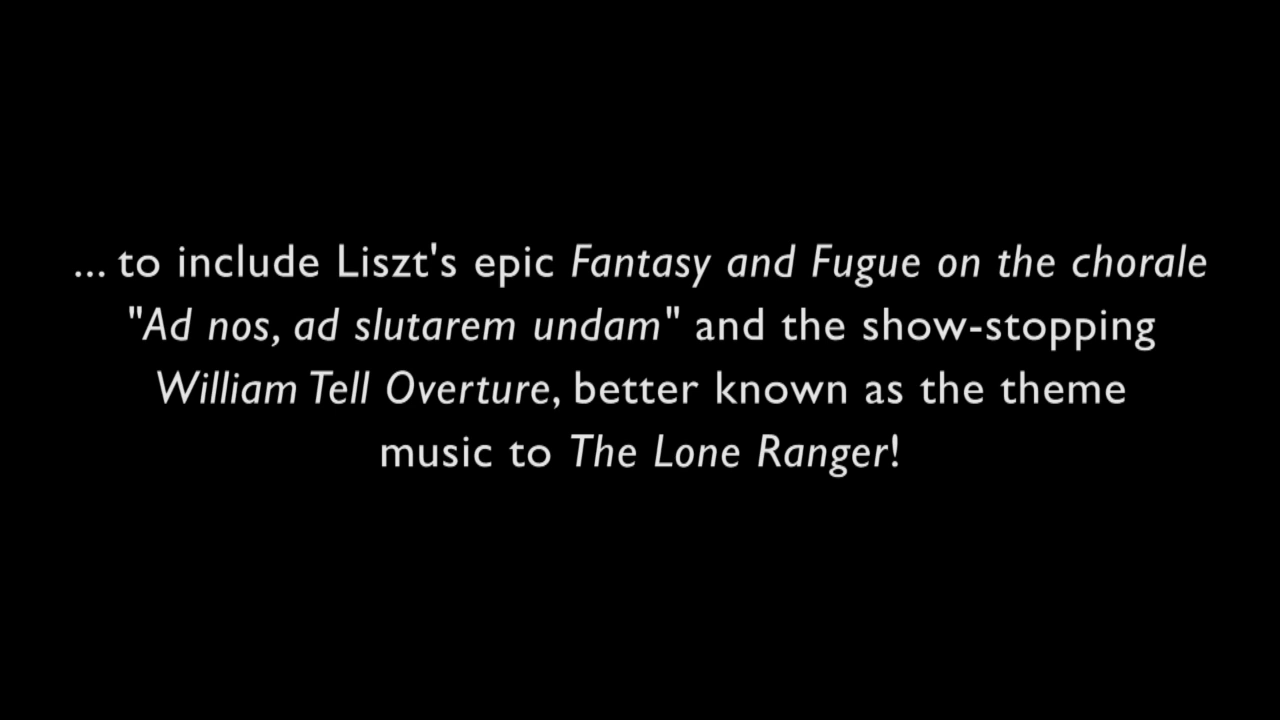 ... to include Liszt's epic Fantasy and Fugue on the chorale
"Ad nos, ad slutarem undam" and the show-stopping
William Tell Overture, better known as the theme
music to The Lone Ranger!